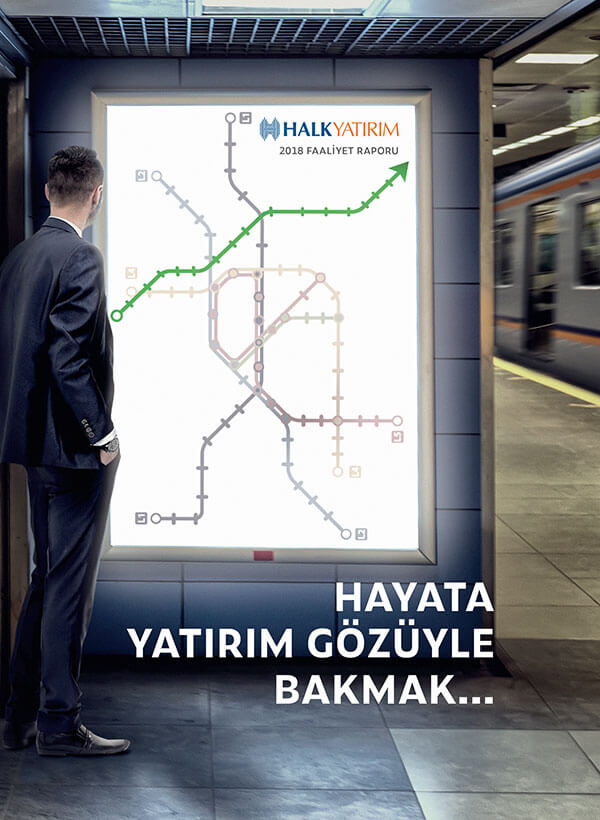 HALKYATIRIM
2018 FAALİYET RAPORU
HAYATA
YATIRIM GÖZÜYLE
BAKMAK...